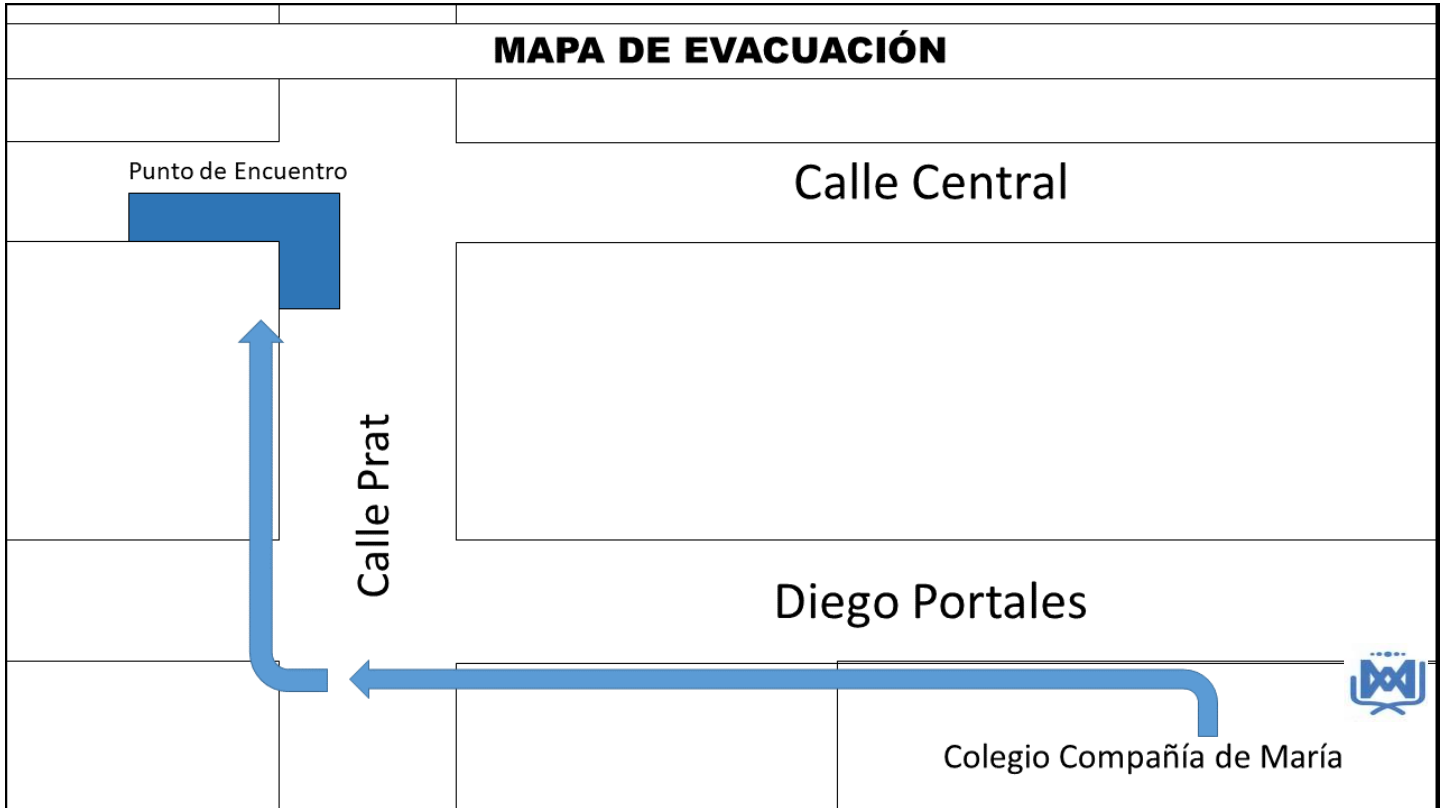 MAPA DE EVACUACIÓN
Punto de Encuentro
Calle Central
Calle Prat
Diego Portales
Colegio Compañía de María